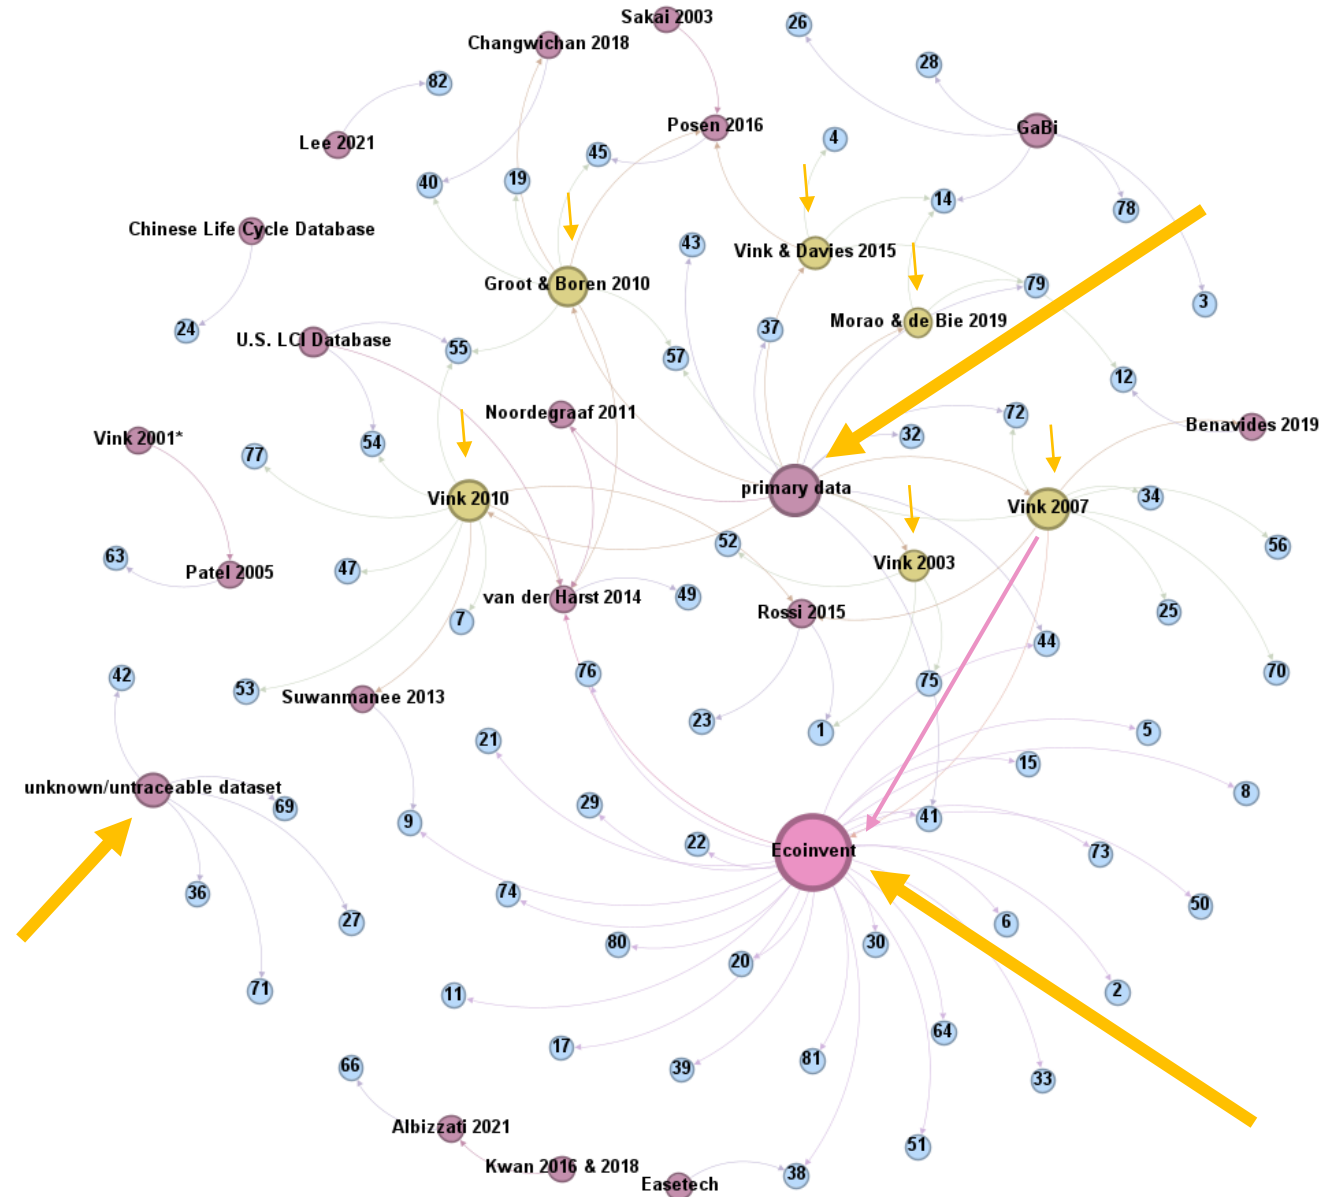 Sakai 2003
26
Changwichan 2018
28
82
Posen 2016
GaBi
4
Lee 2021
45
19
40
14
78
Chinese Life Cycle Database
43
Vink & Davies 2015
Groot & Boren 2010
79
3
24
37
Morao & de Bie 2019
U.S. LCI Database
55
57
12
Noordegraaf 2011
72
Benavides 2019
Vink 2001*
54
32
77
primary data
Vink 2010
34
Vink 2007
52
56
63
Patel 2005
47
Vink 2003
van der Harst 2014
49
Rossi 2015
25
7
44
76
70
42
75
53
Suwanmanee 2013
23
1
5
21
15
unknown/untraceable dataset
8
69
29
9
41
22
Ecoinvent
73
36
74
50
27
6
80
30
20
71
11
2
64
17
81
66
39
33
Albizzati 2021
51
Kwan 2016 & 2018
38
Easetech